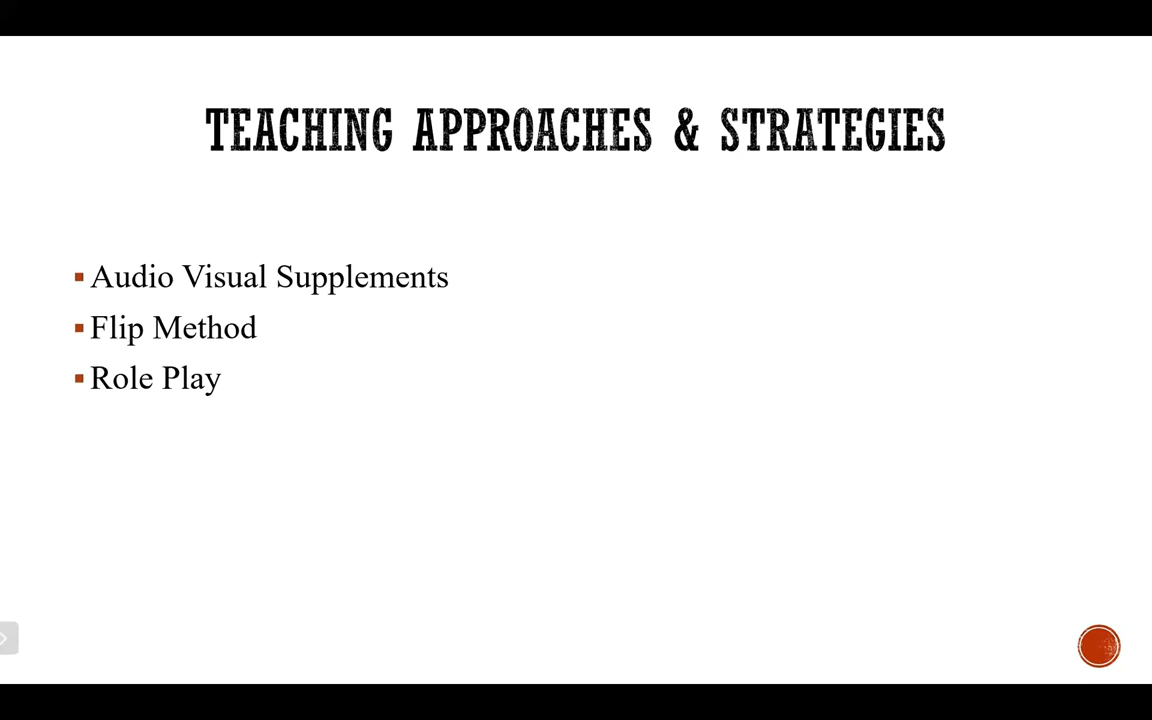 TEACHING APPROACHES & STRATEGIES
Audio Visual Supplements
Flip Method
Role Play